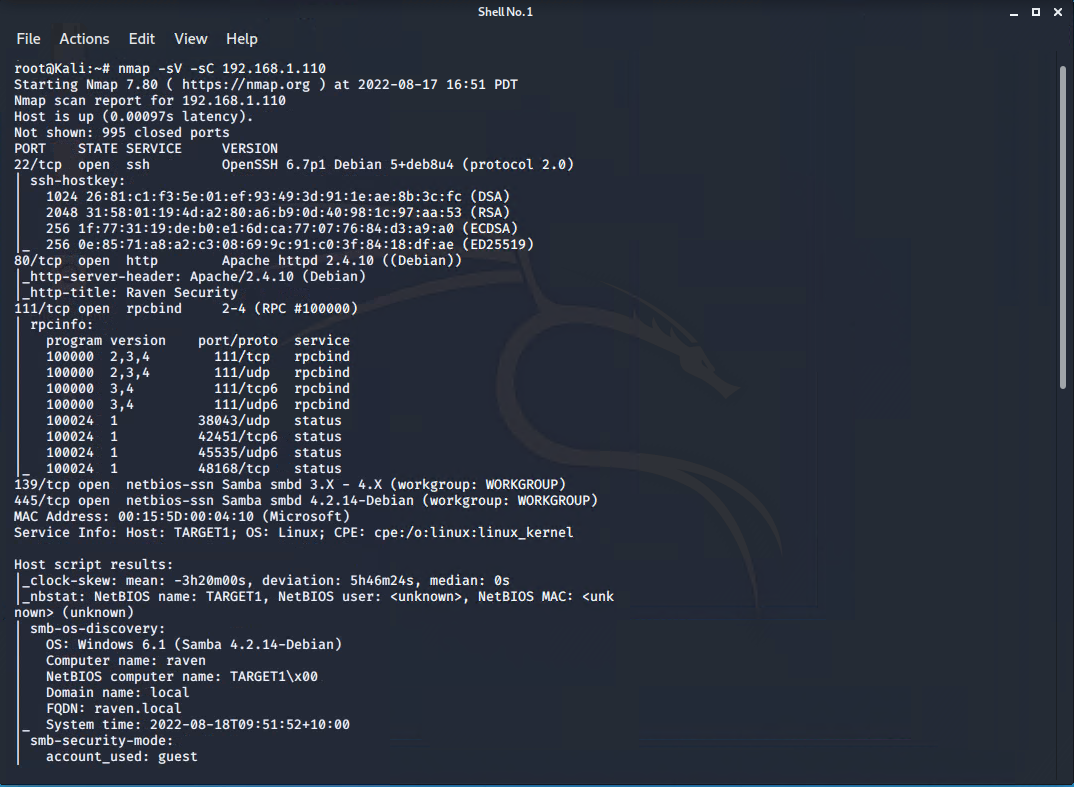 Shell No.1
File Actions Edit View Help
root@Kali:~# nmap -sV -sC 192.168.1.110
Starting Nmap 7.80 ( https://nmap.org ) at 2022-08-17 16:51 PDT
Nmap scan report for 192.168.1.110
Host is up (0.00097s latency).
Not shown: 995 closed ports
PORT    STATE SERVICE     VERSION
22/tcp  open  ssh         OpenSSH 6.7p1 Debian 5+deb8u4 (protocol 2.0)
| ssh-hostkey:
|   1024 26:81:c1:f3:5e:01:ef:93:49:3d:91:1e:ae:8b:3c:fc (DSA)
|   2048 31:58:01:19:4d:a2:80:a6:b9:0d:40:98:1c:97:aa:53 (RSA)
|   256 1f:77:31:19:de:b0:e1:6d:ca:77:07:76:84:d3:a9:a0 (ECDSA)
|_  256 0e:85:71:a8:a2:c3:08:69:9c:91:c0:3f:84:18:df:ae (ED25519)
80/tcp  open  http        Apache httpd 2.4.10 ((Debian))
|_http-server-header: Apache/2.4.10 (Debian)
|_http-title: Raven Security
111/tcp open  rpcbind     2-4 (RPC #100000)
| rpcinfo:
|   program version    port/proto  service
|   100000  2,3,4        111/tcp   rpcbind
|   100000  2,3,4        111/udp   rpcbind
|   100000  3,4          111/tcp6  rpcbind
|   100000  3,4          111/udp6  rpcbind
|   100024  1          38043/udp   status
|   100024  1          42451/tcp6  status
|   100024  1          45535/udp6  status
|_  100024  1          48168/tcp   status
139/tcp open  netbios-ssn Samba smbd 3.X - 4.X (workgroup: WORKGROUP)
445/tcp open  netbios-ssn Samba smbd 4.2.14-Debian (workgroup: WORKGROUP)
MAC Address: 00:15:5D:00:04:10 (Microsoft)
Service Info: Host: TARGET1; OS: Linux; CPE: cpe:/o:linux:linux_kernel
Host script results:
|_clock-skew: mean: -3h20m00s, deviation: 5h46m24s, median: 0s
|_nbstat: NetBIOS name: TARGET1, NetBIOS user: <unknown>, NetBIOS MAC: <unk
nown> (unknown)
| smb-os-discovery:
|   OS: Windows 6.1 (Samba 4.2.14-Debian)
|   Computer name: raven
|   NetBIOS computer name: TARGET1\x00
|   Domain name: local
|   FQDN: raven.local
|_  System time: 2022-08-18T09:51:52+10:00
| smb-security-mode:
|   account_used: guest